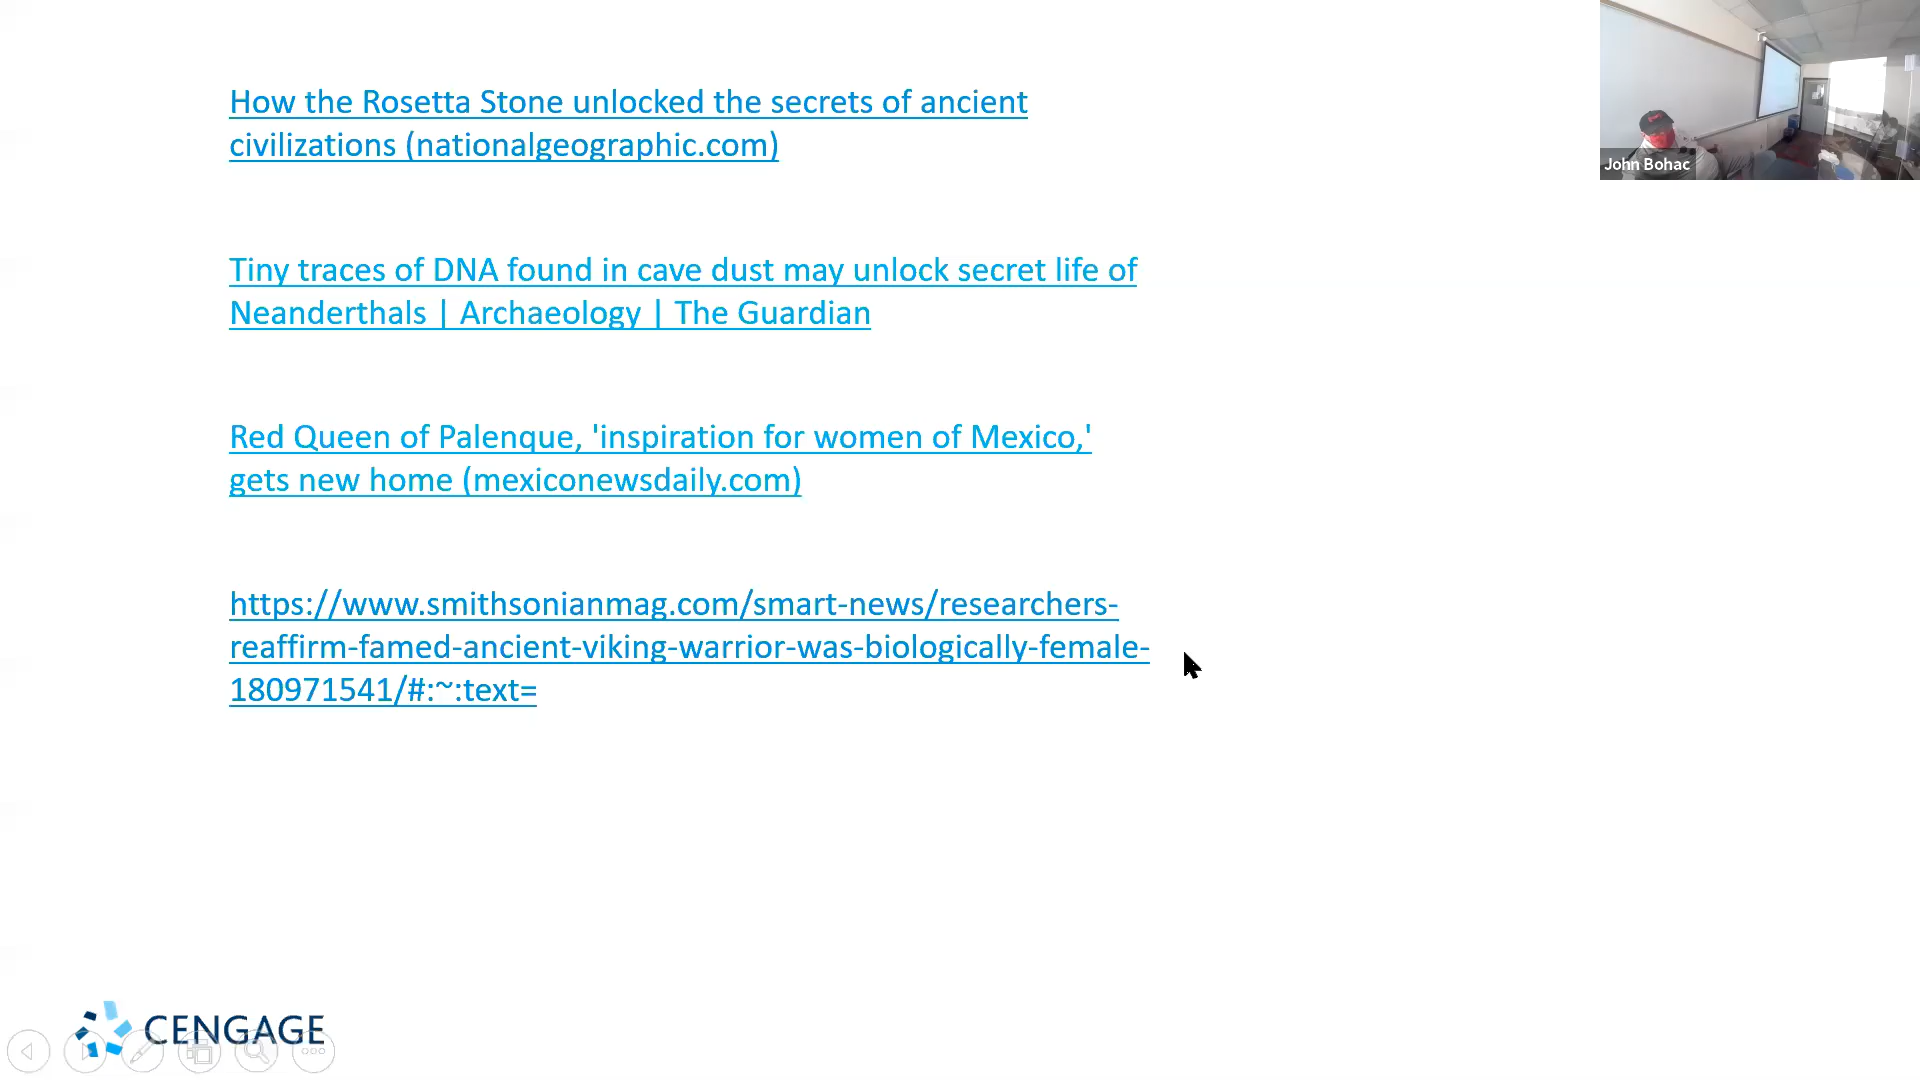 How the Rosetta Stone unlocked the secrets of ancient
civilizations (nationalgeographic.com)
Tiny traces of DNA found in cave dust may unlock secret life of
Neanderthals | Archaeology | The Guardian
Red Queen of Palenque, 'inspiration for women of Mexico,'
gets new home (mexiconewsdaily.com)
https://www.smithsonianmag.com/smart-news/researchers-
reaffirm-famed-ancient-viking-warrior-was-biologically-female-
180971541/#:~:text=
John Bohac
CENGAGE